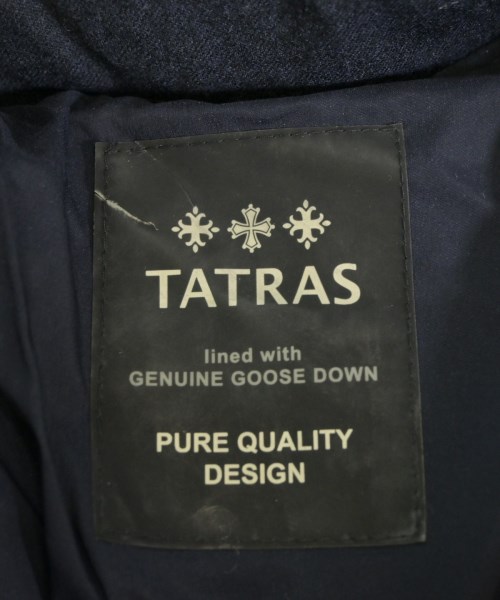 TATRAS
lined with
GENUINE GOOSE DOWN
PURE QUALITY
DESIGN